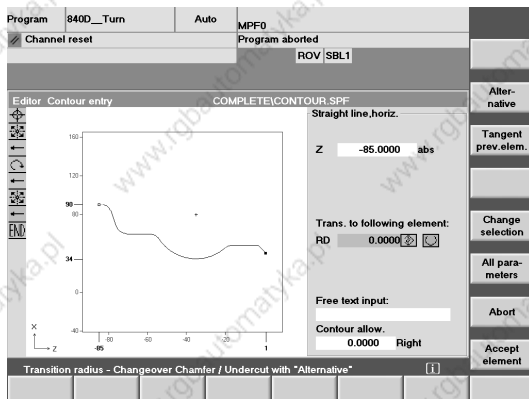 Program 840D__Turn Auto MPF0
Channel reset Program aborted
ROV SBL1
Editor Contour entry COMPLETE\CONTOUR.SPF
Straight line,horiz.
Z -85.0000 abs
Trans. to following element:
RD 0.0000
Free text input:
Contour allow.
0.0000 Right
END
160
120
90
80
34
0
-40
-80 -60 -40 -20
-85 1
X
Z
Alter-
native
Tangent
prev.elem.
Change
selection
All para-
meters
Abort
Accept
element
Transition radius - Changeover Chamfer / Undercut with "Alternative" i
www.rgbautomatyka.pl